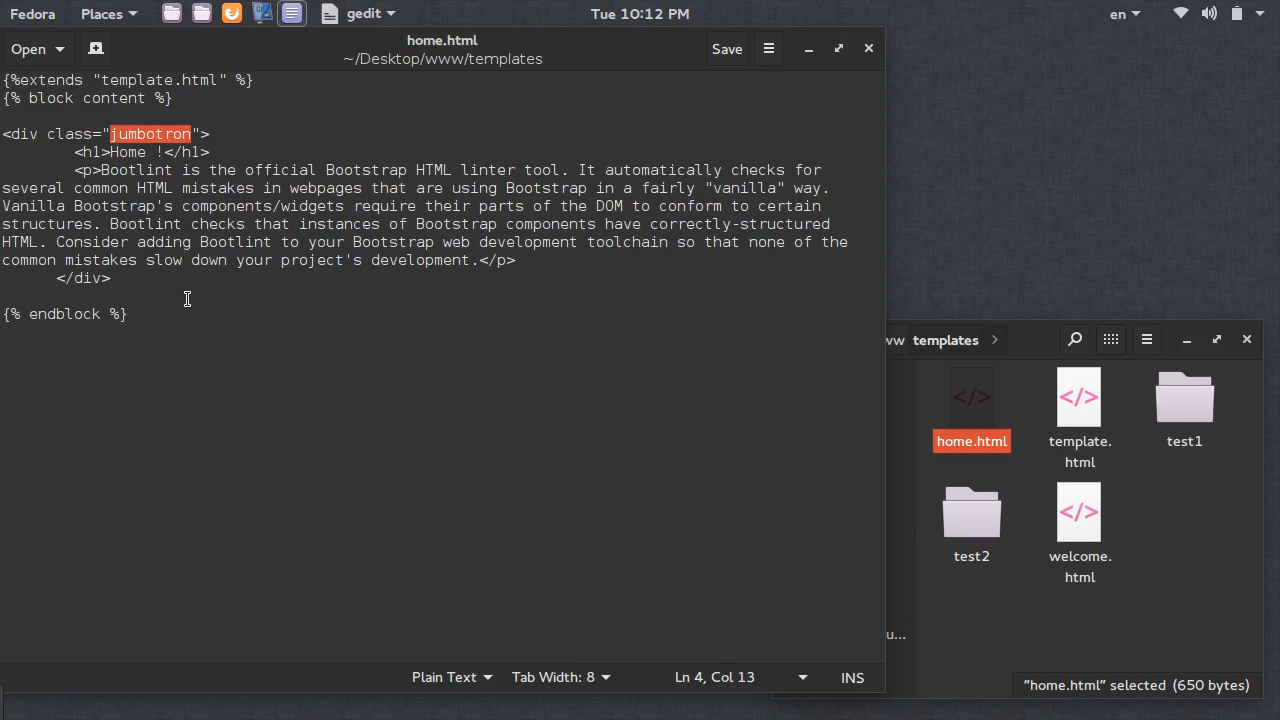 Fedora Places gedit Tue 10:12 PM en
Open home.html Save
~/Desktop/www/templates
{%extends "template.html" %}
{% block content %}
<div class="jumbotron">
<h1>Home !</h1>
<p>Bootlint is the official Bootstrap HTML linter tool. It automatically checks for
several common HTML mistakes in webpages that are using Bootstrap in a fairly "vanilla" way.
Vanilla Bootstrap's components/widgets require their parts of the DOM to conform to certain
structures. Bootlint checks that instances of Bootstrap components have correctly-structured
HTML. Consider adding Bootlint to your Bootstrap web development toolchain so that none of the
common mistakes slow down your project's development.</p>
</div>
{% endblock %}
Plain Text Tab Width: 8 Ln 4, Col 13 INS
templates
home.html
template.
html
test1
test2
welcome.
html
"home.html" selected (650 bytes)